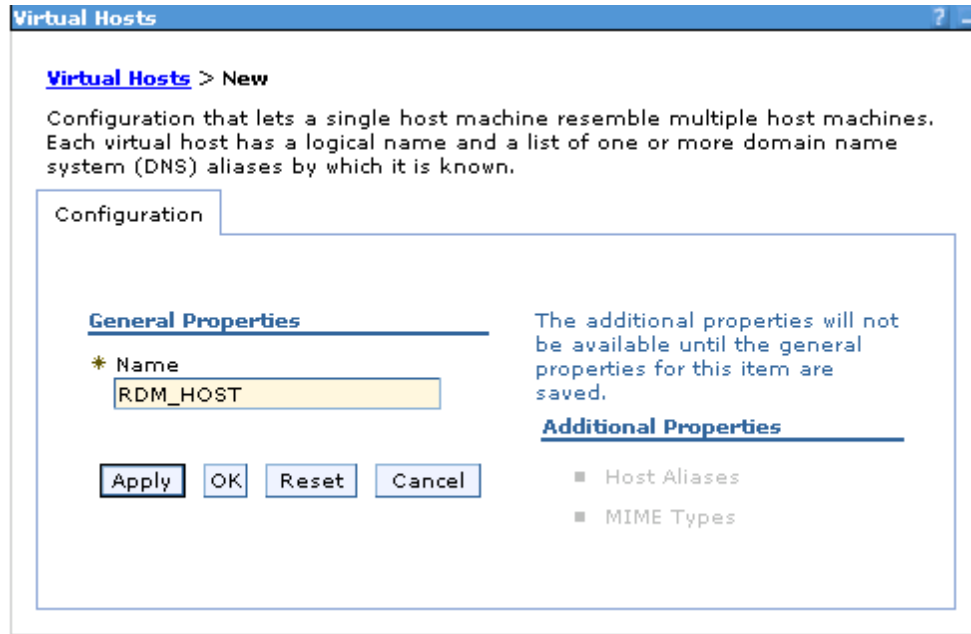 Virtual Hosts
? –
Virtual Hosts > New
Configuration that lets a single host machine resemble multiple host machines.
Each virtual host has a logical name and a list of one or more domain name
system (DNS) aliases by which it is known.
Configuration
General Properties
* Name
RDM_HOST
Apply OK Reset Cancel
The additional properties will not
be available until the general
properties for this item are
saved.
Additional Properties
Host Aliases
MIME Types